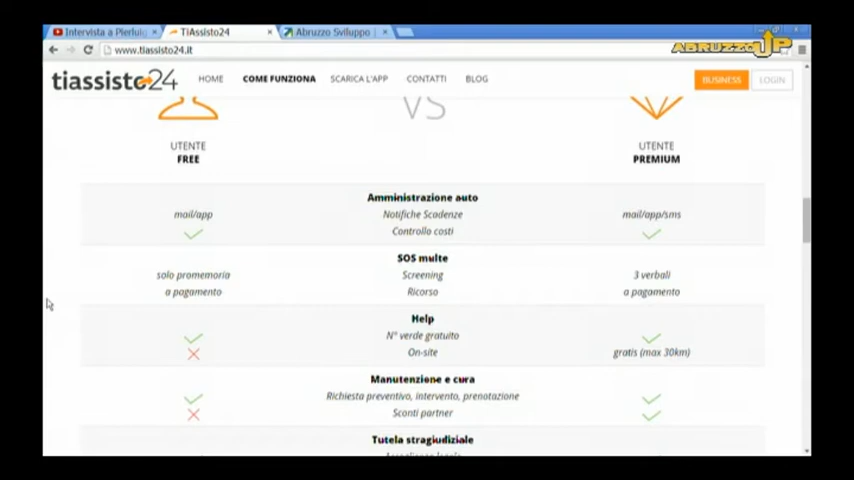 Intervista a Pierluig
TiAssisto24
Abruzzo Sviluppo
www.tiassisto24.it
ABRUZZO UP
tiassisto24
HOME
COME FUNZIONA
SCARICA L'APP
CONTATTI
BLOG
BUSINESS
LOGIN
VS
UTENTE
FREE
UTENTE
PREMIUM
Amministrazione auto
mail/app
Notifiche Scadenze
mail/app/sms
Controllo costi
SOS multe
solo promemoria
Screening
3 verbali
a pagamento
Ricorso
a pagamento
Help
N° verde gratuito
On-site
gratis (max 30km)
Manutenzione e cura
Richiesta preventivo, intervento, prenotazione
Sconti partner
Tutela stragiudiziale